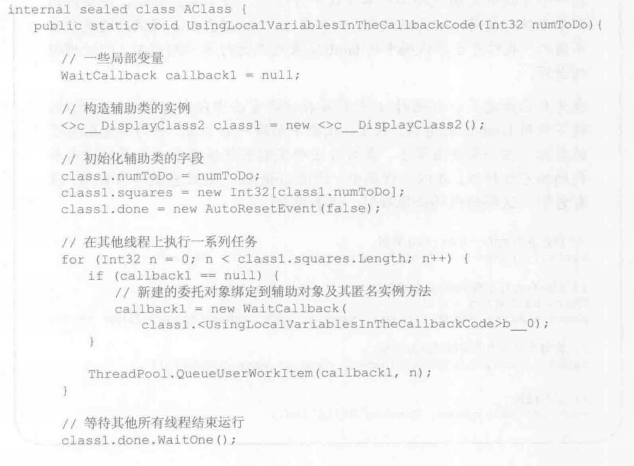 internal sealed class AClass {
public static void UsingLocalVariablesInTheCallbackCode(Int32 numToDo){
// 一些局部变量
WaitCallback callback1 = null;
// 构造辅助类的实例
<>c__DisplayClass2 class1 = new <>c__DisplayClass2();
// 初始化辅助类的字段
class1.numToDo = numToDo;
class1.squares = new Int32[class1.numToDo];
class1.done = new AutoResetEvent(false);
// 在其他线程上执行一系列任务
for (Int32 n = 0; n < class1.squares.Length; n++) {
if (callback1 == null) {
// 新建的委托对象绑定到辅助对象及其匿名实例方法
callback1 = new WaitCallback(
class1.<UsingLocalVariablesInTheCallbackCode>b__0);
}
ThreadPool.QueueUserWorkItem(callback1, n);
}
// 等待其他所有线程结束运行
class1.done.WaitOne();